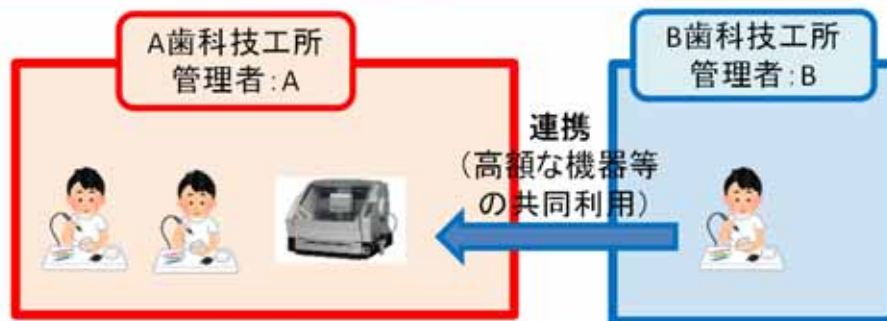 A歯科技工所
管理者:A
B歯科技工所
管理者:B
連携
(高額な機器等
の共同利用)